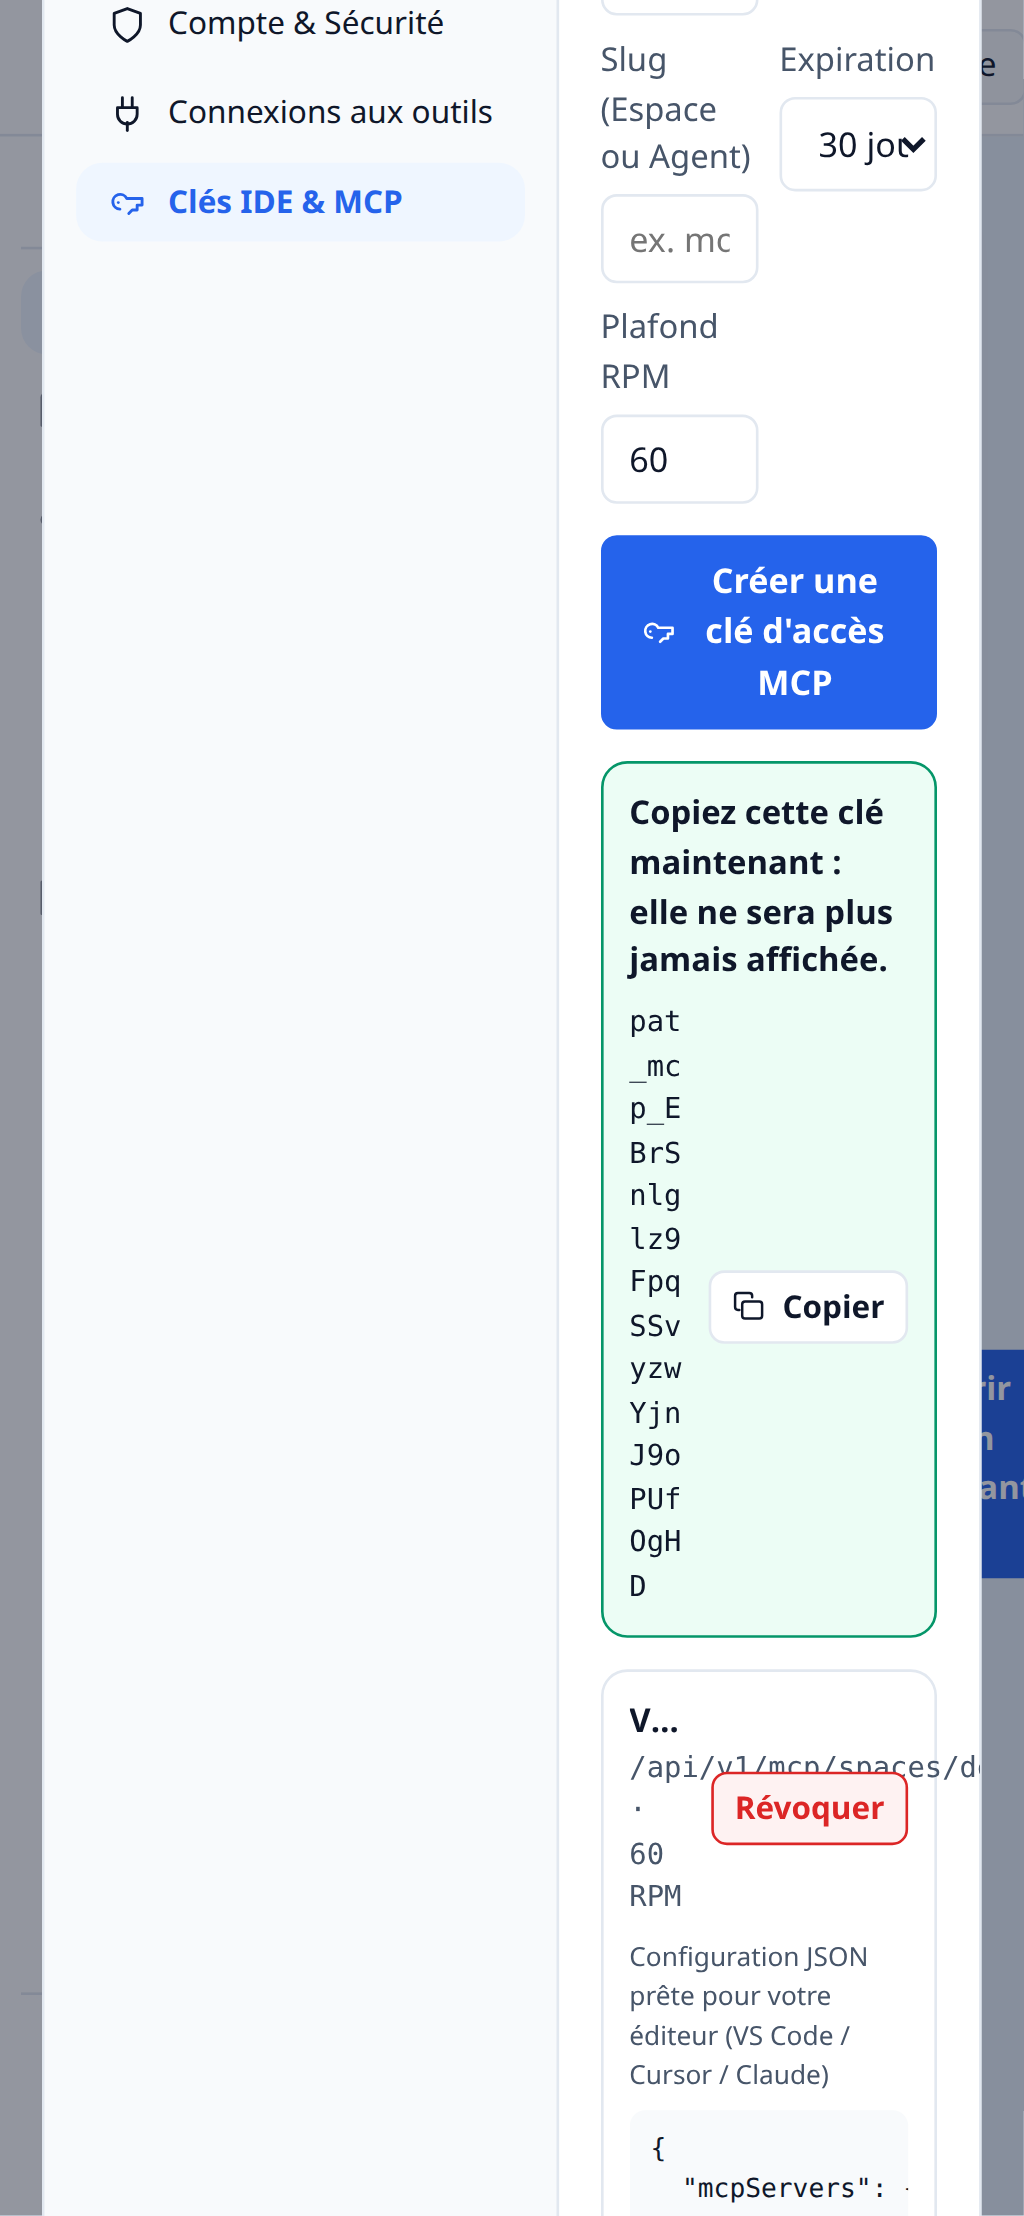 Compte & Sécurité
Connexions aux outils
Clés IDE & MCP
Slug
(Espace
ou Agent)
ex. mc
Expiration
30 jou
Plafond
RPM
60
Créer une
clé d'accès
MCP
Copiez cette clé
maintenant :
elle ne sera plus
jamais affichée.
pat
_mc
p_E
BrS
nlg
lz9
Fpq
SSv
yzw
Yjn
J9o
PUf
OgH
D
Copier
V...
/api/v1/mcp/spaces/d
·
60
RPM
Révoquer
Configuration JSON
prête pour votre
éditeur (VS Code /
Cursor / Claude)
{
"mcpServers":
e
rir
n
ant